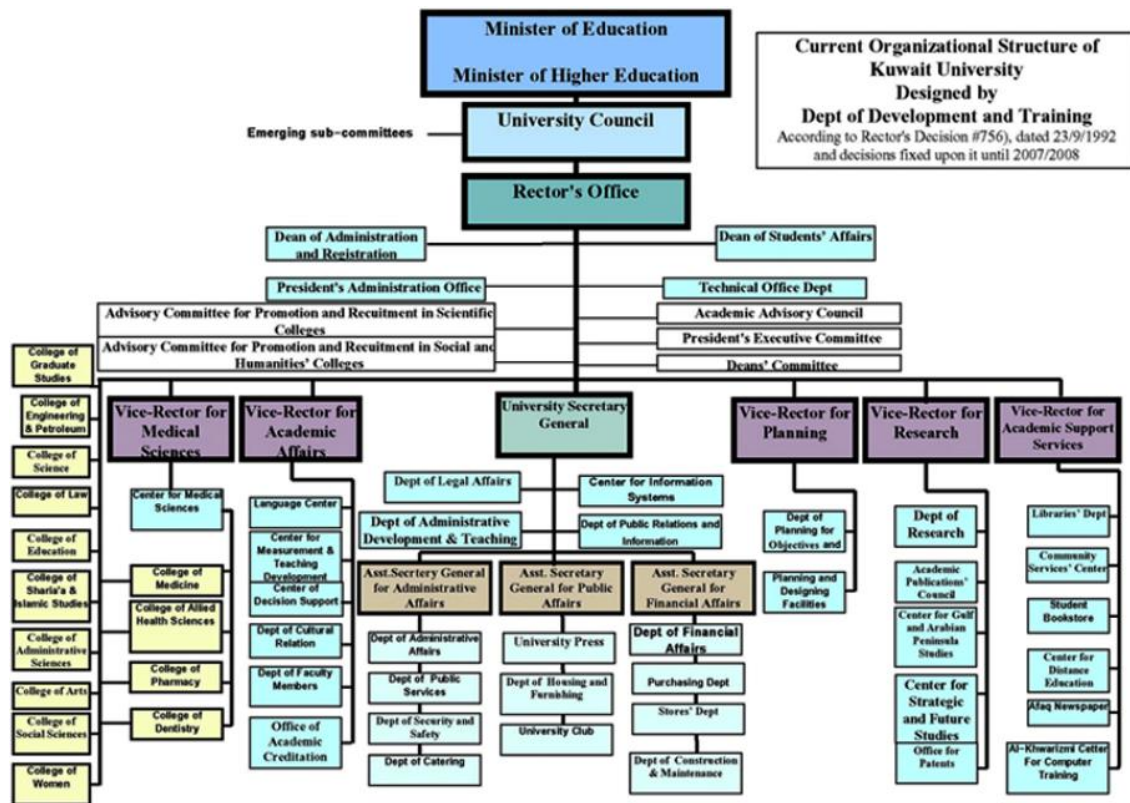 Minister of Education
Minister of Higher Education
Current Organizational Structure of
Kuwait University
Designed by
Dept of Development and Training
According to Rector's Decision #756), dated 23/9/1992
and decisions fixed upon it until 2007/2008
University Council
Emerging sub-committees
Rector's Office
Dean of Administration
and Registration
Dean of Students' Affairs
President's Administration Office
Technical Office Dept
Advisory Committee for Promotion and Recuitment in Scientific
Colleges
Academic Advisory Council
President's Executive Committee
Advisory Committee for Promotion and Recuitment in Social and
Humanities' Colleges
Deans' Committee
College of
Graduate
Studies
College of
Engineering
& Petroleum
College of
Science
College of Law
College of
Education
College of
Sharia'a &
Islamic Studies
College of
Administrative
Sciences
College of Arts
College of
Social Sciences
College of
Women
Vice-Rector for
Medical
Sciences
Center for Medical
Sciences
College of
Medicine
College of Allied
Health Sciences
College of
Pharmacy
College of
Dentistry
Vice-Rector for
Academic
Affairs
Language Center
Center for
Measurement &
Teaching
Development
Center of
Decision Support
Dept of Cultural
Relation
Dept of Faculty
Members
Office of
Academic
Creditation
University Secretary
General
Dept of Legal Affairs
Center for Information
Systems
Dept of Administrative
Development & Teaching
Dept of Public Relations and
Information
Asst.Secrtery General
for Administrative
Affairs
Dept of Administrative
Affairs
Dept of Public
Services
Dept of Security and
Safety
Dept of Catering
Asst. Secretary
General for Public
Affairs
University Press
Dept of Housing and
Furnishing
University Club
Asst. Secretary
General for
Financial Affairs
Dept of Financial
Affairs
Purchasing Dept
Stores' Dept
Dept of Construction
& Maintenance
Vice-Rector for
Planning
Dept of
Planning for
Objectives and
Planning and
Designing
Facilities
Vice-Rector for
Research
Dept of
Research
Academic
Publications'
Council
Center for Gulf
and Arabian
Peninsula
Studies
Center for
Strategic
and Future
Studies
Office for
Patents
Vice-Rector for
Academic Support
Services
Libraries' Dept
Community
Services' Center
Student
Bookstore
Center for
Distance
Education
Afaq Newspaper
Al-Khwarizmi Cetter
For Computer
Training